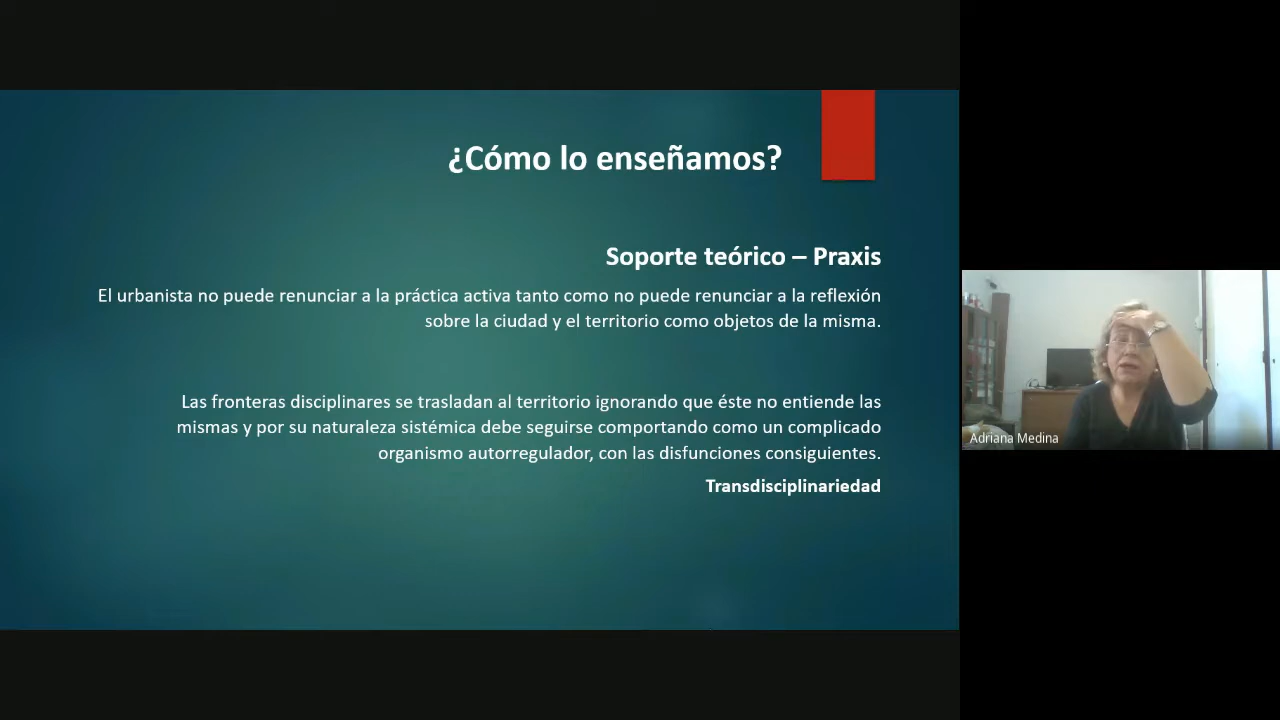 ¿Cómo lo enseñamos?
Soporte teórico – Praxis
El urbanista no puede renunciar a la práctica activa tanto como no puede renunciar a la reflexión
sobre la ciudad y el territorio como objetos de la misma.
Las fronteras disciplinares se trasladan al territorio ignorando que éste no entiende las
mismas y por su naturaleza sistémica debe seguirse comportando como un complicado
organismo autorregulador, con las disfunciones consiguientes.
Transdisciplinariedad
Adriana Medina